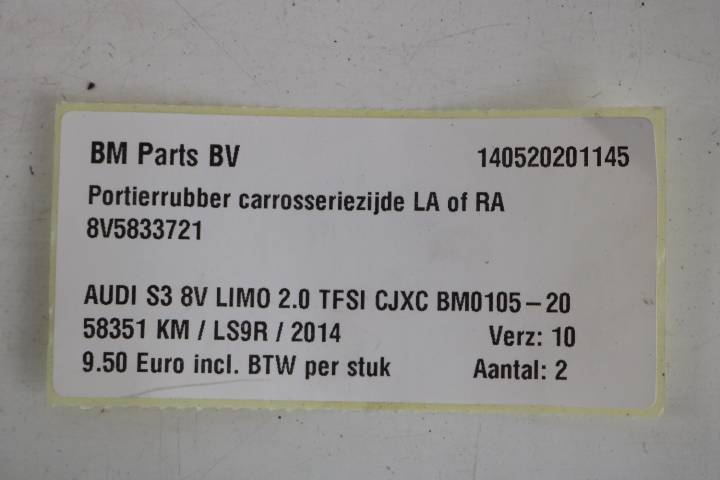 BM Parts BV 140520201145
Portierrubber carrosseriezijde LA of RA
8V5833721
AUDI S3 8V LIMO 2.0 TFSI CJXC BM0105-20
58351 KM / LS9R / 2014 Verz: 10
9.50 Euro incl. BTW per stuk Aantal: 2